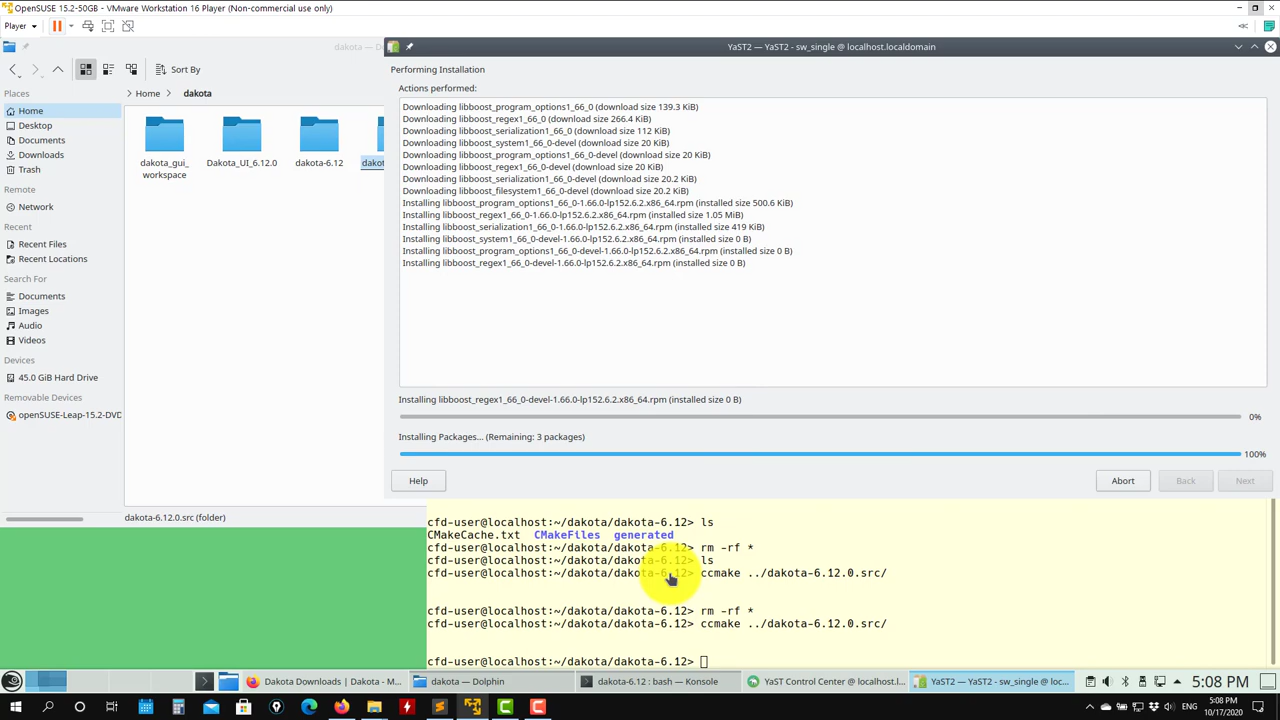 OpenSUSE 15.2-50GB - VMware Workstation 16 Player (Non-commercial use only)
Player
dakota — Do
YaST2 — YaST2 - sw_single @ localhost.localdomain
Sort By
Places
Home
Desktop
Documents
Downloads
Trash
Remote
Network
Recent
Recent Files
Recent Locations
Search For
Documents
Images
Audio
Videos
Devices
45.0 GiB Hard Drive
Removable Devices
openSUSE-Leap-15.2-DVD
Home
dakota
dakota_gui_
workspace
Dakota_UI_6.12.0
dakota-6.12
dakot
dakota-6.12.0.src (folder)
Performing Installation
Actions performed:
Downloading libboost_program_options1_66_0 (download size 139.3 KiB)
Downloading libboost_regex1_66_0 (download size 266.4 KiB)
Downloading libboost_serialization1_66_0 (download size 112 KiB)
Downloading libboost_system1_66_0-devel (download size 20 KiB)
Downloading libboost_program_options1_66_0-devel (download size 20 KiB)
Downloading libboost_regex1_66_0-devel (download size 20 KiB)
Downloading libboost_serialization1_66_0-devel (download size 20.2 KiB)
Downloading libboost_filesystem1_66_0-devel (download size 20.2 KiB)
Installing libboost_program_options1_66_0-1.66.0-lp152.6.2.x86_64.rpm (installed size 500.6 KiB)
Installing libboost_regex1_66_0-1.66.0-lp152.6.2.x86_64.rpm (installed size 1.05 MiB)
Installing libboost_serialization1_66_0-1.66.0-lp152.6.2.x86_64.rpm (installed size 419 KiB)
Installing libboost_system1_66_0-devel-1.66.0-lp152.6.2.x86_64.rpm (installed size 0 B)
Installing libboost_program_options1_66_0-devel-1.66.0-lp152.6.2.x86_64.rpm (installed size 0 B)
Installing libboost_regex1_66_0-devel-1.66.0-lp152.6.2.x86_64.rpm (installed size 0 B)
Installing libboost_regex1_66_0-devel-1.66.0-lp152.6.2.x86_64.rpm (installed size 0 B)
0%
Installing Packages... (Remaining: 3 packages)
100%
Help
Abort
Back
Next
cfd-user@localhost:~/dakota/dakota-6.12> ls
CMakeCache.txt CMakeFiles generated
cfd-user@localhost:~/dakota/dakota-6.12> rm -rf *
cfd-user@localhost:~/dakota/dakota-6.12> ls
cfd-user@localhost:~/dakota/dakota-6.12> ccmake ../dakota-6.12.0.src/
cfd-user@localhost:~/dakota/dakota-6.12> rm -rf *
cfd-user@localhost:~/dakota/dakota-6.12> ccmake ../dakota-6.12.0.src/
cfd-user@localhost:~/dakota/dakota-6.12>
Dakota Downloads | Dakota - M...
dakota — Dolphin
dakota-6.12 : bash — Konsole
YaST Control Center @ localhost.l...
YaST2 — YaST2 - sw_single @ loc...
5:08 PM
5:08 PM
10/17/2020